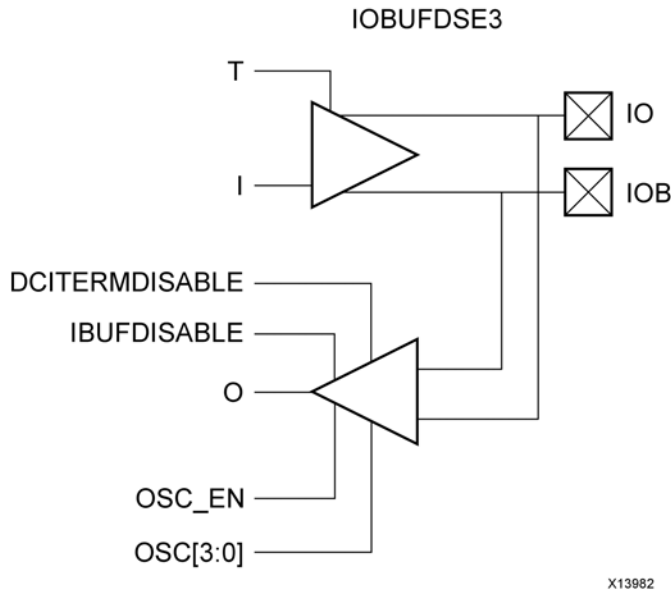 IOBUFDSE3
T
IO
I
IOB
DCITERMDISABLE
IBUFDISABLE
O
OSC_EN
OSC[3:0]
X13982